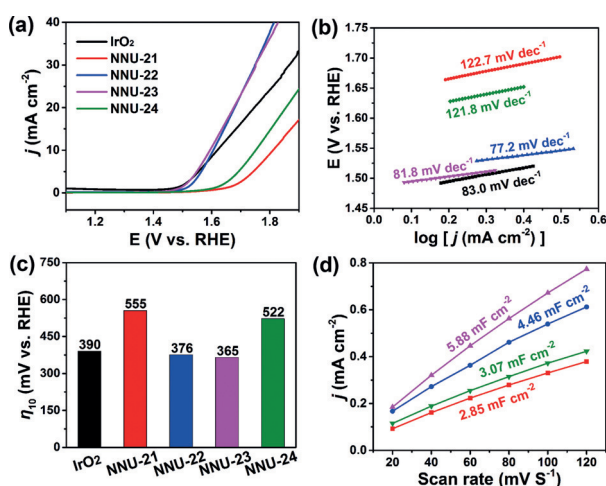 (a)
IrO₂
NNU-21
NNU-22
NNU-23
NNU-24
40
30
20
10
0
j (mA cm⁻²)
1.2 1.4 1.6 1.8
E (V vs. RHE)
(b)
1.75
1.70
1.65
1.60
1.55
1.50
1.45
E (V vs. RHE)
122.7 mV dec⁻¹
121.8 mV dec⁻¹
77.2 mV dec⁻¹
81.8 mV dec⁻¹
83.0 mV dec⁻¹
0.0 0.1 0.2 0.3 0.4 0.5 0.6
log [ j (mA cm⁻²) ]
(c)
750
600
450
300
150
0
η₁₀ (mV vs. RHE)
390
555
376
365
522
IrO₂ NNU-21 NNU-22 NNU-23 NNU-24
(d)
0.8
0.6
0.4
0.2
0.0
j (mA cm⁻²)
5.88 mF cm⁻²
4.46 mF cm⁻²
3.07 mF cm⁻²
2.85 mF cm⁻²
20 40 60 80 100 120
Scan rate (mV S⁻¹)